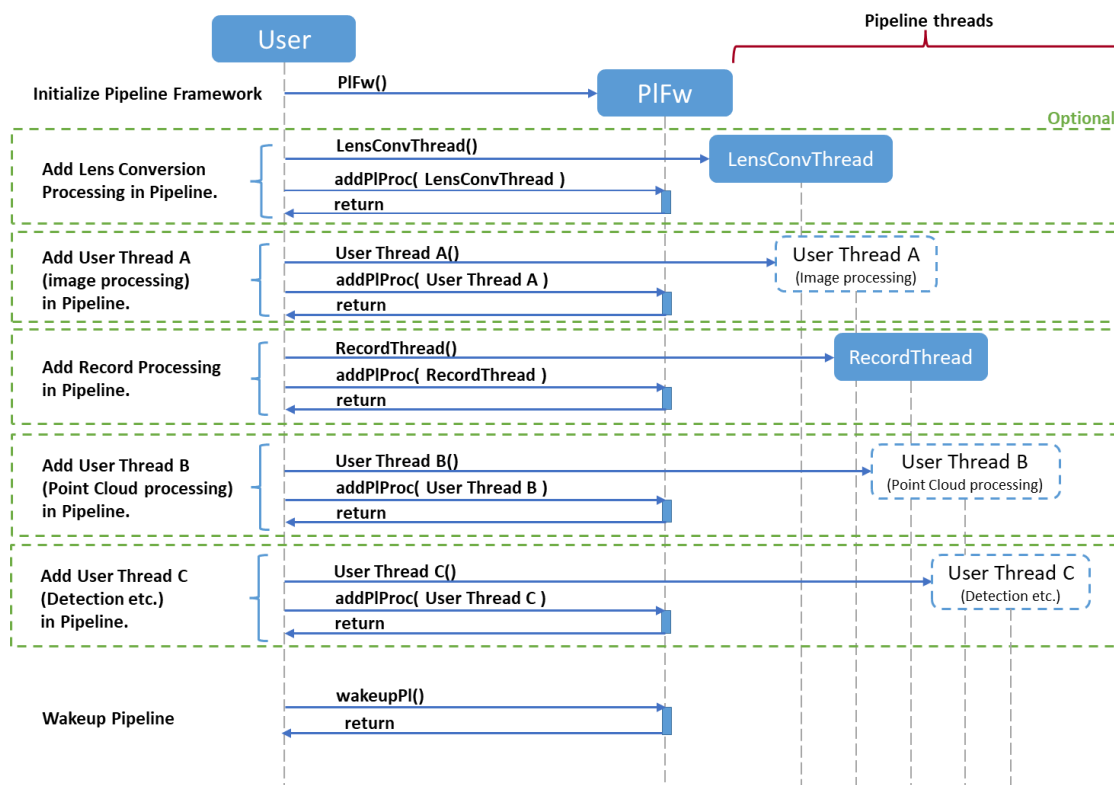 Pipeline threads
User
Initialize Pipeline Framework
PlFw()
PlFw
Optional
Add Lens Conversion
Processing in Pipeline.
LensConvThread()
LensConvThread
addPlProc( LensConvThread )
return
Add User Thread A
(image processing)
in Pipeline.
User Thread A()
User Thread A
(Image processing)
addPlProc( User Thread A )
return
Add Record Processing
in Pipeline.
RecordThread()
RecordThread
addPlProc( RecordThread )
return
Add User Thread B
(Point Cloud processing)
in Pipeline.
User Thread B()
User Thread B
(Point Cloud processing)
addPlProc( User Thread B )
return
Add User Thread C
(Detection etc.)
in Pipeline.
User Thread C()
User Thread C
(Detection etc.)
addPlProc( User Thread C )
return
Wakeup Pipeline
wakeupPl()
return